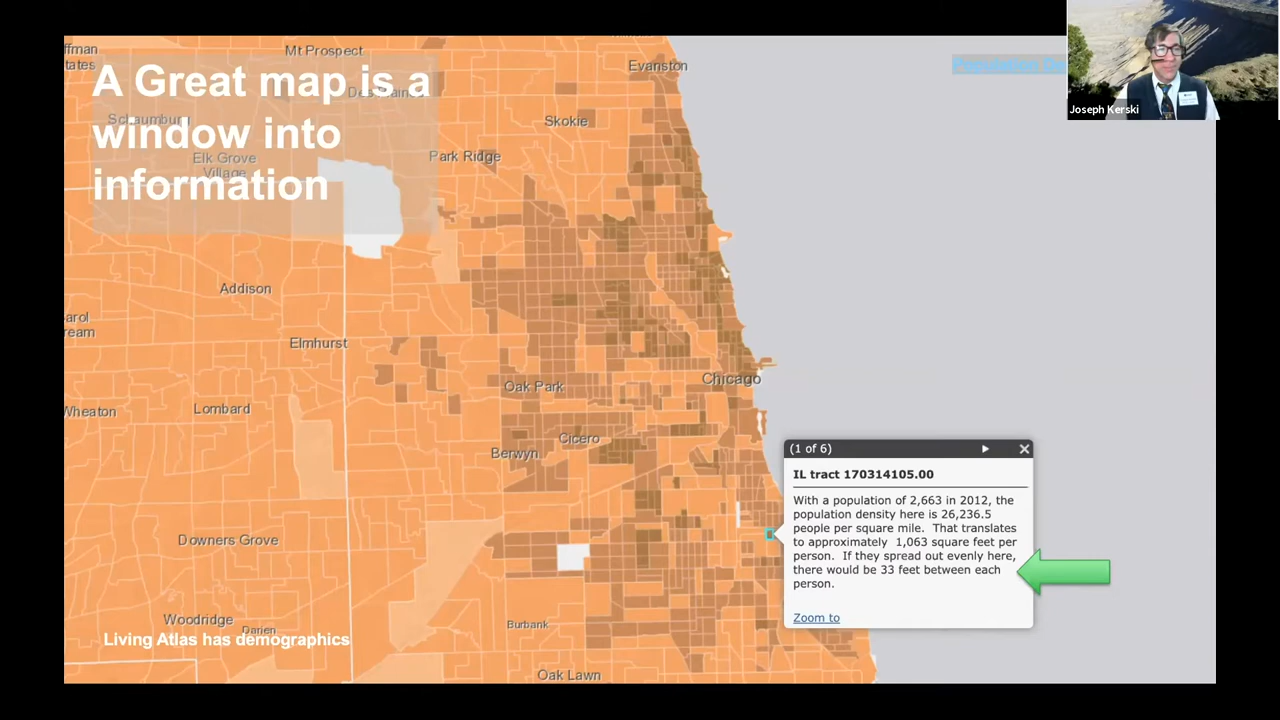 A Great map is a
window into
information
Population De
Joseph Kerski
Mt Prospect
Evanston
Skokie
Schaumburg
Park Ridge
Elk Grove
Village
Addison
Elmhurst
Oak Park
Chicago
Wheaton
Lombard
Cicero
Berwyn
Downers Grove
Woodridge
Darien
Burbank
Oak Lawn
Living Atlas has demographics
(1 of 6)
IL tract 170314105.00
With a population of 2,663 in 2012, the
population density here is 26,236.5
people per square mile. That translates
to approximately 1,063 square feet per
person. If they spread out evenly here,
there would be 33 feet between each
person.
Zoom to